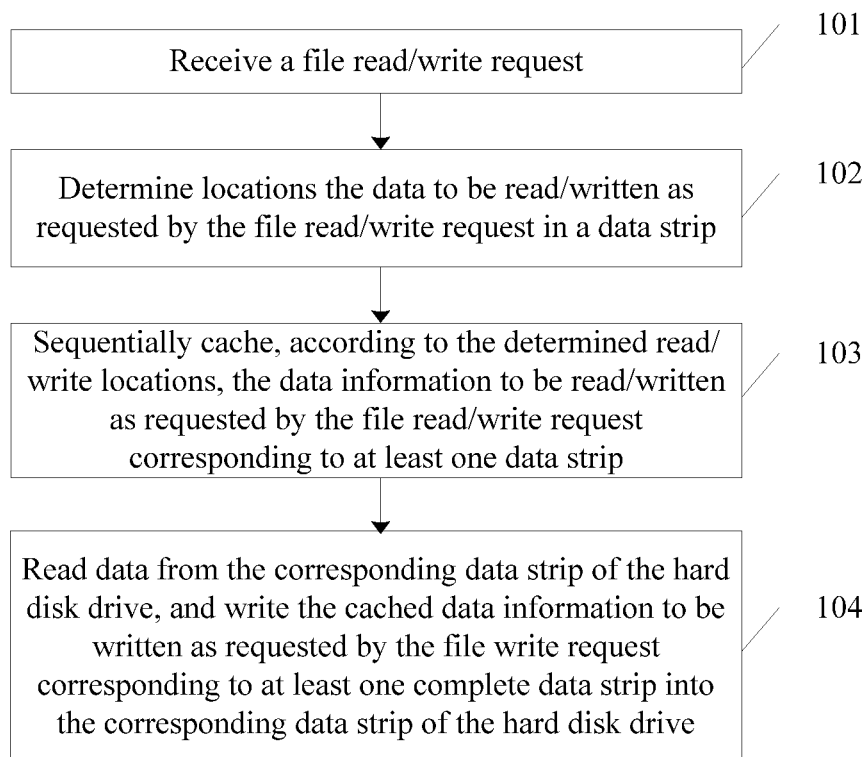 101
Receive a file read/write request
102
Determine locations the data to be read/written as
requested by the file read/write request in a data strip
Sequentially cache, according to the determined read/
write locations, the data information to be read/written
as requested by the file read/write request
corresponding to at least one data strip
103
Read data from the corresponding data strip of the hard
disk drive, and write the cached data information to be
written as requested by the file write request
corresponding to at least one complete data strip into
the corresponding data strip of the hard disk drive
104